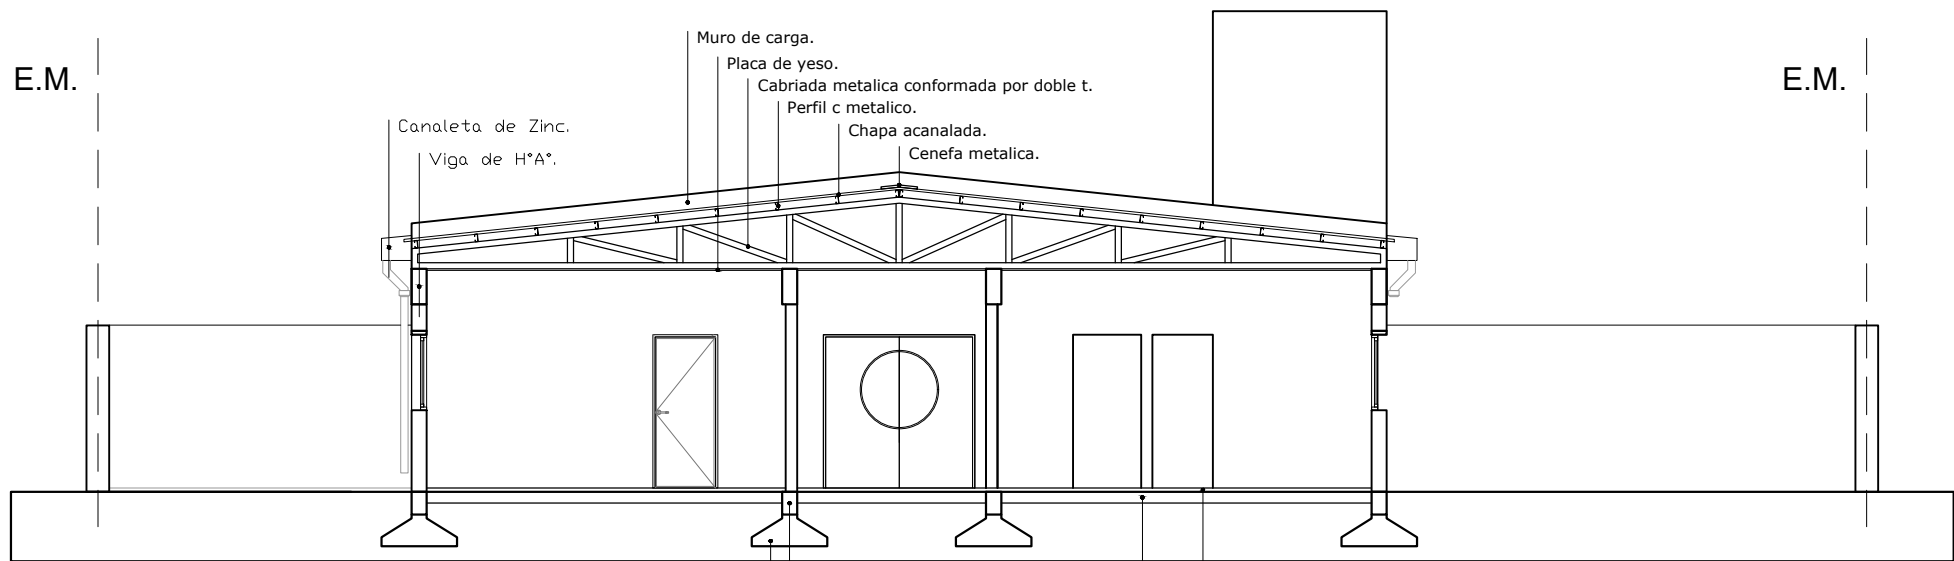 Muro de carga.
Placa de yeso.
E.M.
E.M.
Cabriada metalica conformada por doble t.
Perfil c metalico.
Canaleta de Zinc.
Chapa acanalada.
Viga de H°A°.
Cenefa metalica.